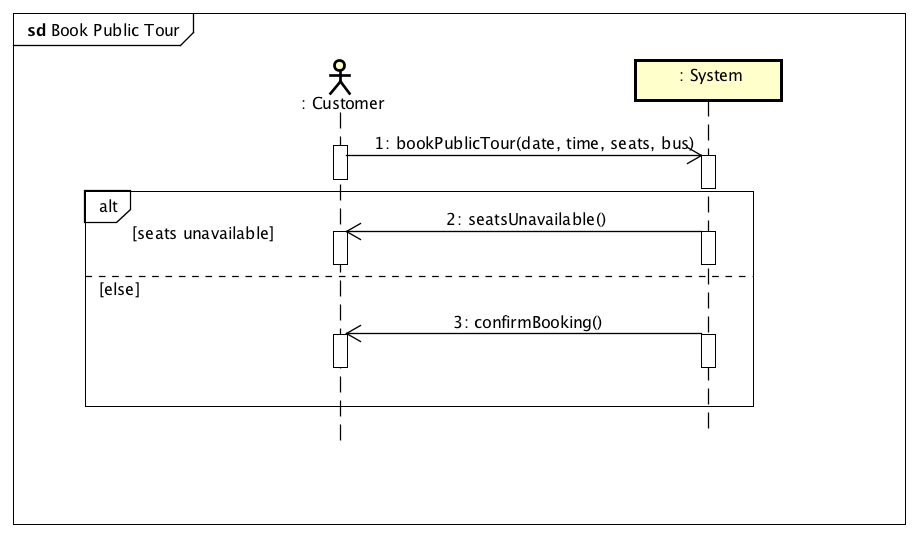 sd Book Public Tour
: Customer
: System
1: bookPublicTour(date, time, seats, bus)
alt
2: seatsUnavailable()
[seats unavailable]
[else]
3: confirmBooking()